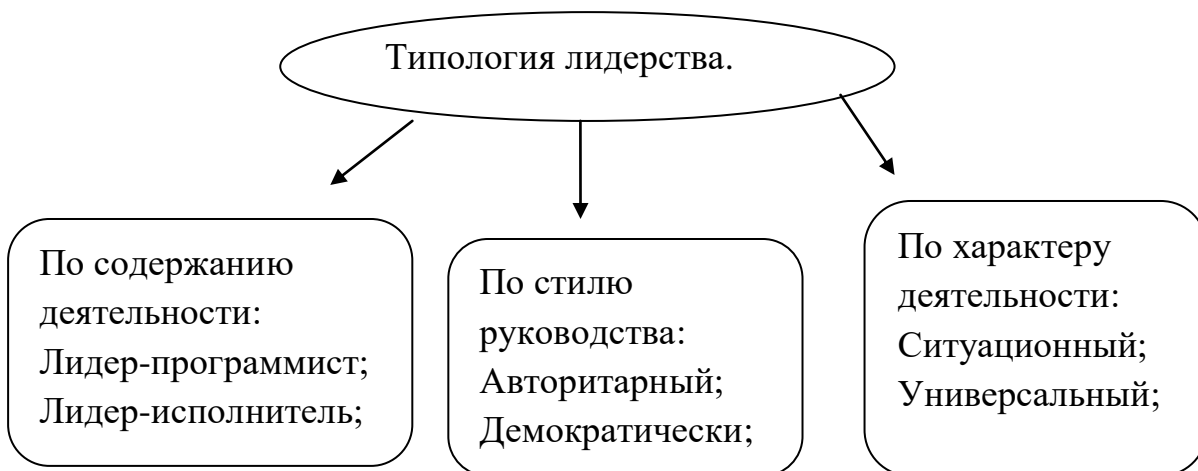 Типология лидерства.
По содержанию
деятельности:
Лидер-программист;
Лидер-исполнитель;
По стилю
руководства:
Авторитарный;
Демократически;
По характеру
деятельности:
Ситуационный;
Универсальный;